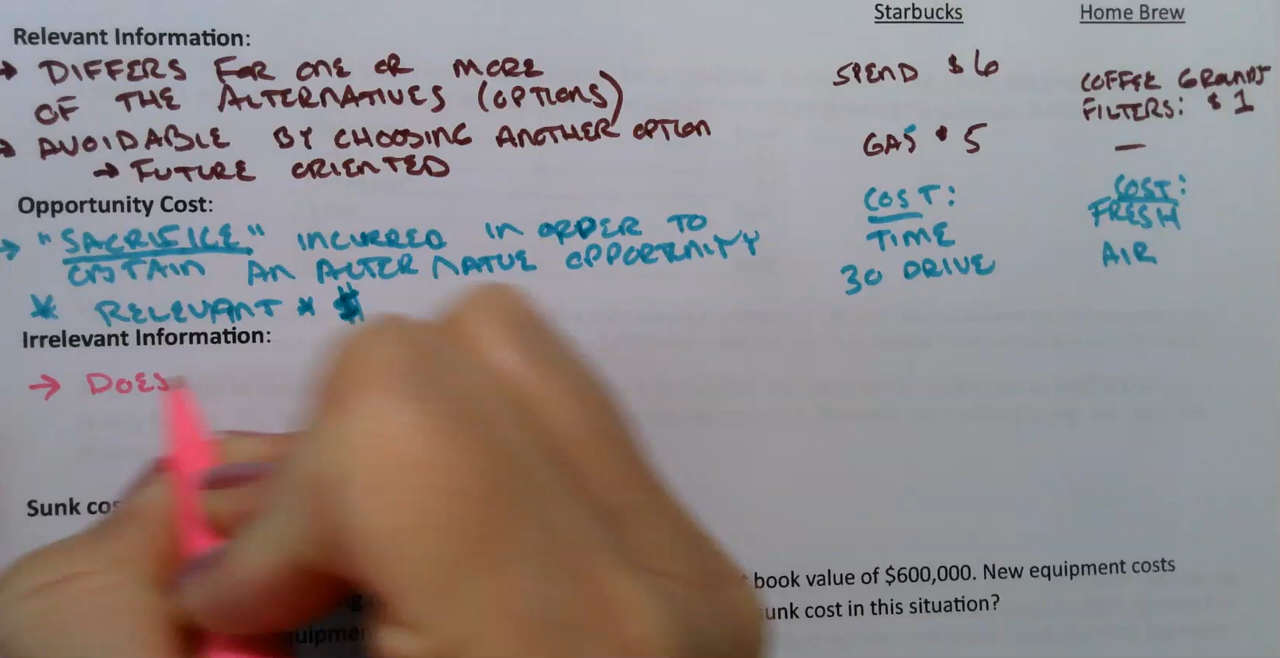 Starbucks Home Brew
Relevant Information:
→ DIFFERS FOR ONE OR MORE
OF THE ALTERNATIVES (OPTIONS)
SPEND $6
COFFEE GROUNDS
FILTERS: $1
→ AVOIDABLE BY CHOOSING ANOTHER OPTION
→ FUTURE ORIENTED
GAS $5
—
Opportunity Cost:
→ "SACRIFICE" INCURRED IN ORDER TO
OBTAIN AN ALTERNATIVE OPPORTUNITY
* RELEVANT * $
COST:
TIME
30 DRIVE
COST:
FRESH
AIR
Irrelevant Information:
→ DOES
Sunk cos
book value of $600,000. New equipment costs
sunk cost in this situation?